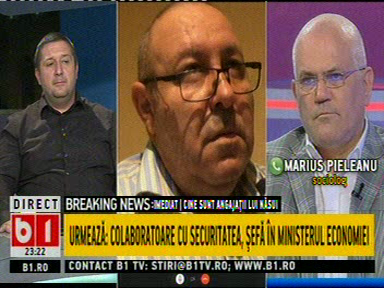 MARIUS PIELEANU
sociolog
DIRECT
BREAKING NEWS: IMEDIAT | CINE SUNT ANGAJAȚII LUI NĂSUI
b1
URMEAZĂ: COLABORATOARE CU SECURITATEA, ȘEFĂ ÎN MINISTERUL ECONOMIEI
23:22
B1.RO
CONTACT B1 TV: STIRI@B1TV.RO; WWW.B1.RO